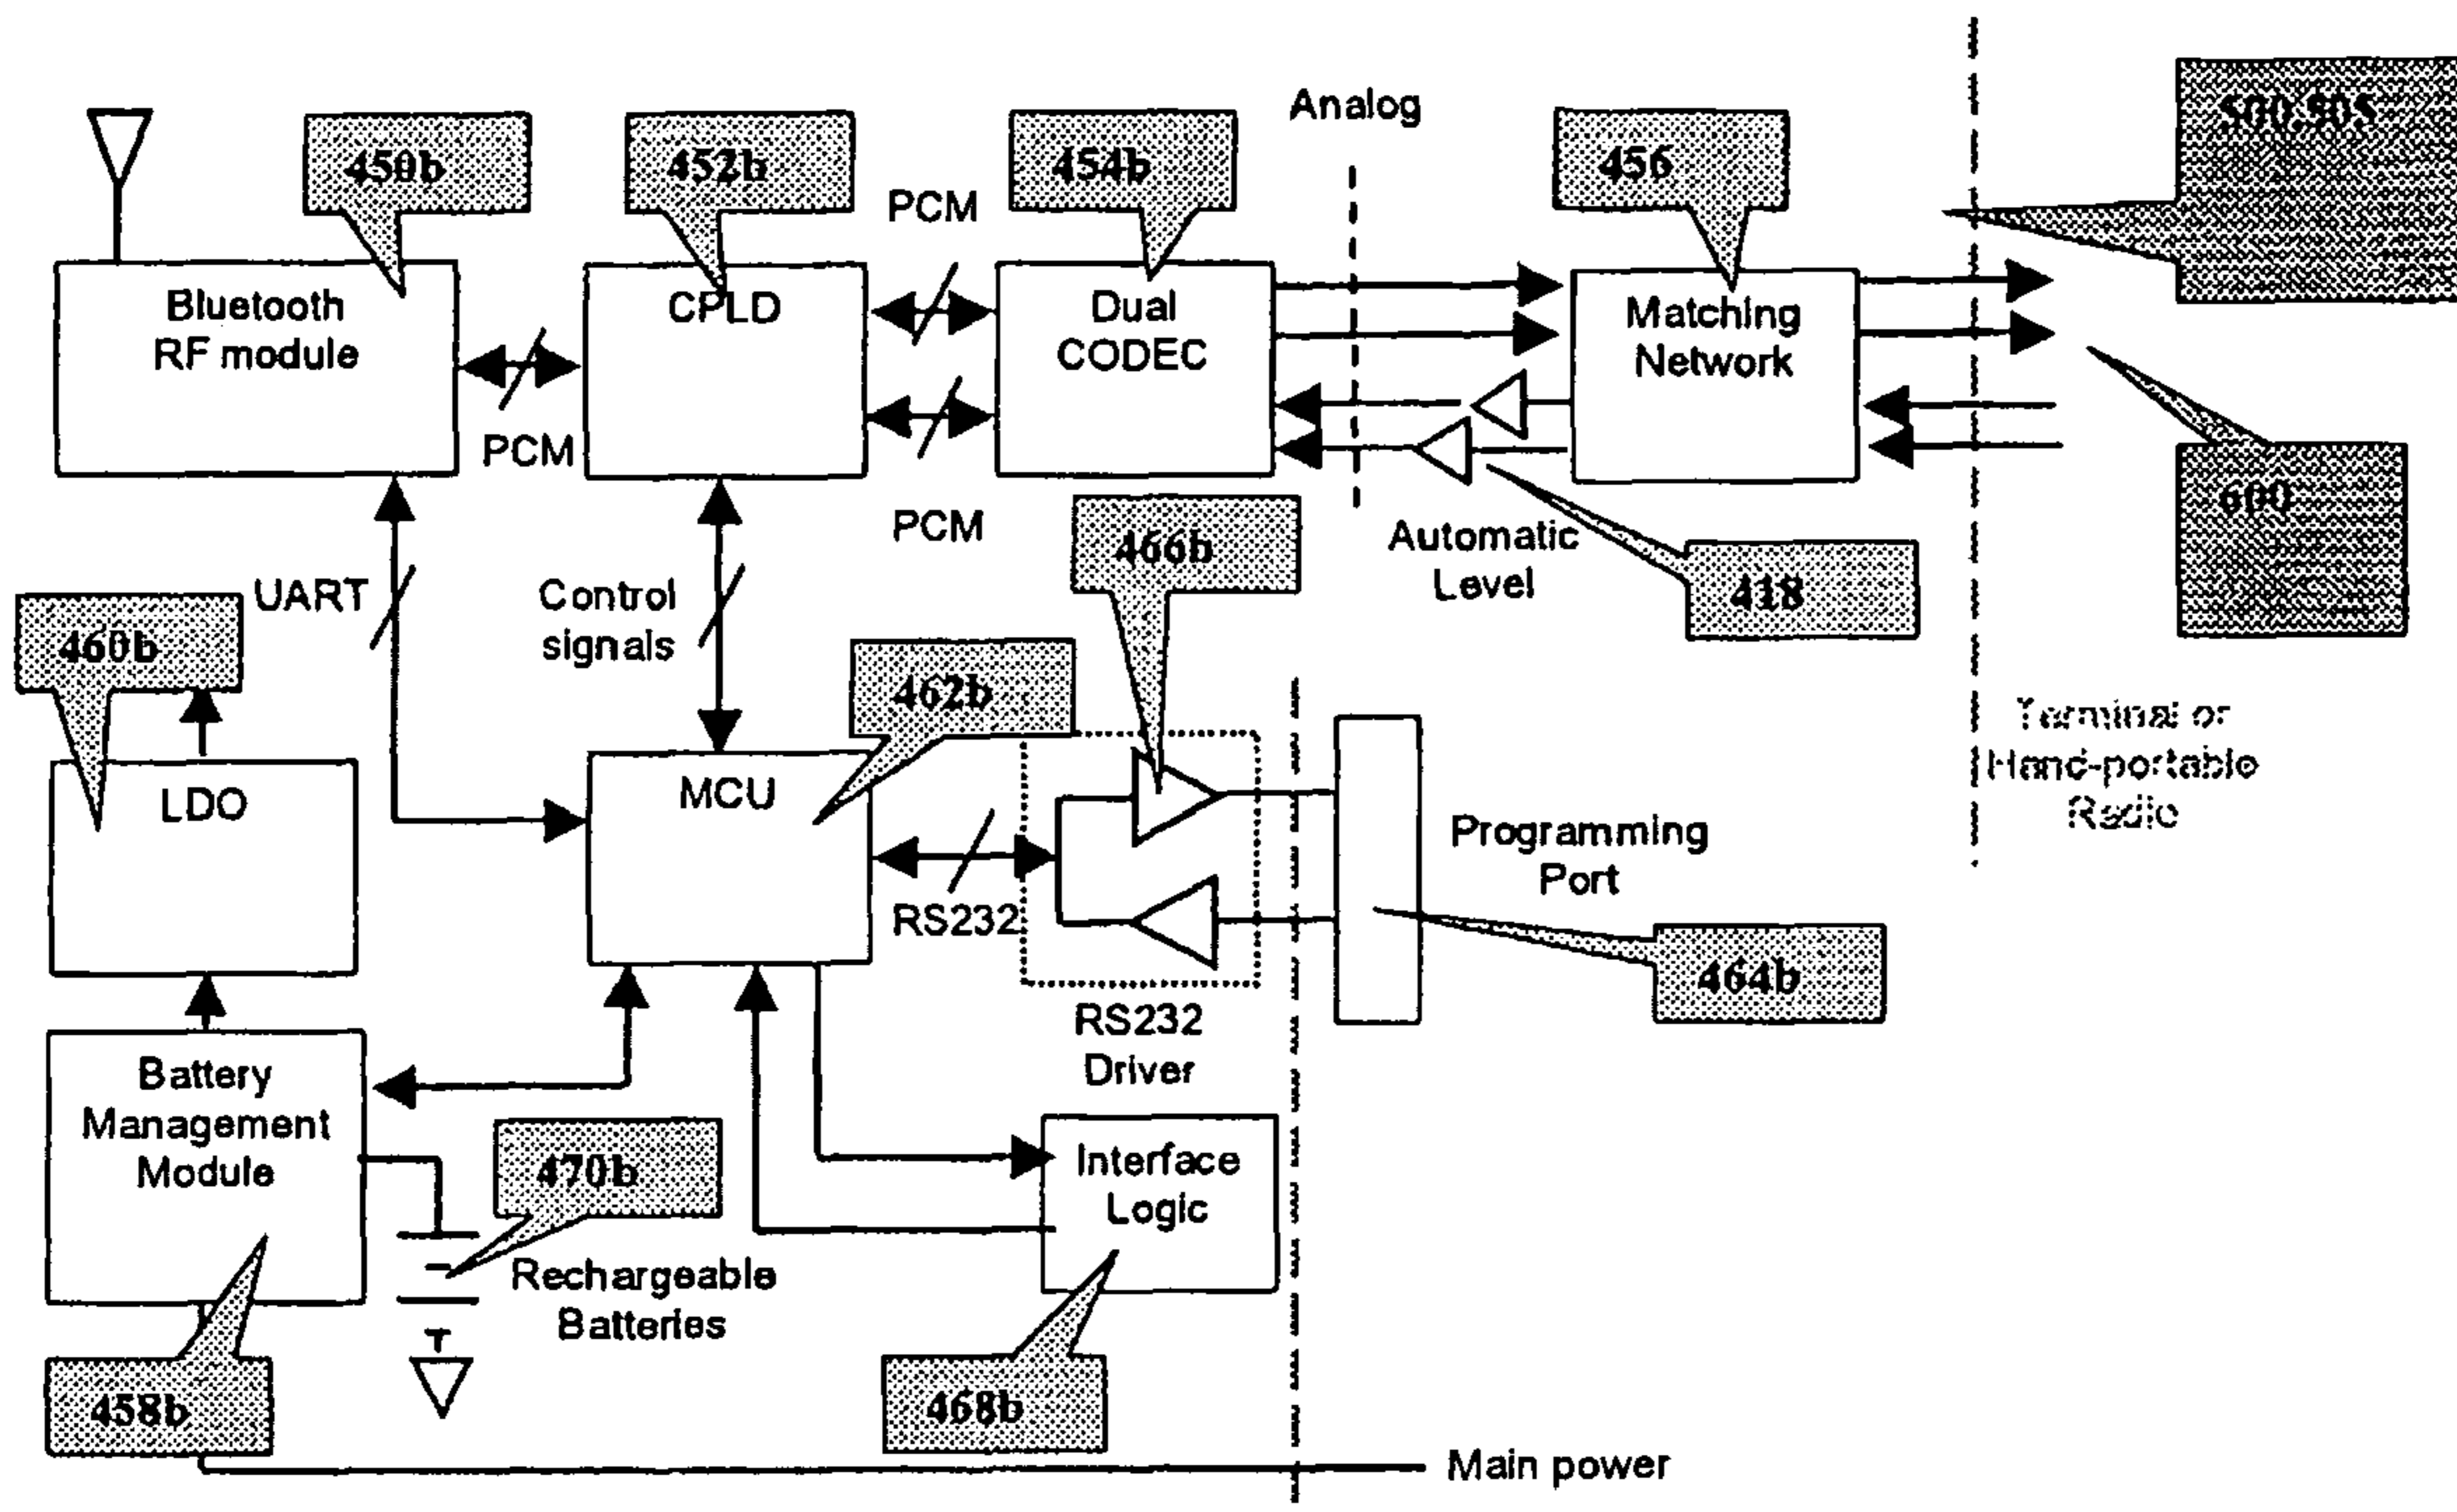 Analog
500,505
450b
452b
454b
456
PCM
Bluetooth
RF module
CPLD
Dual
CODEC
Matching
Network
PCM
PCM
600
466b
Automatic
Level
418
UART
Control
signals
460b
462b
Terminal or
Hand-portable
Radio
LDO
MCU
Programming
Port
RS232
464b
RS232
Driver
Battery
Management
Module
470b
Interface
Logic
Rechargeable
Batteries
458b
468b
Main power